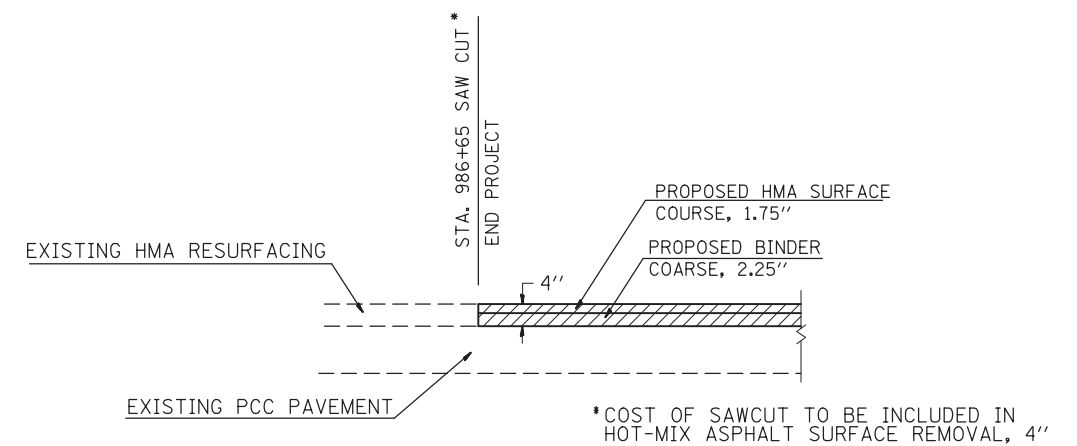 STA. 986+65 SAW CUT*
END PROJECT
PROPOSED HMA SURFACE
COURSE, 1.75''
EXISTING HMA RESURFACING
PROPOSED BINDER
COARSE, 2.25''
4''
EXISTING PCC PAVEMENT
*COST OF SAWCUT TO BE INCLUDED IN
HOT-MIX ASPHALT SURFACE REMOVAL, 4''